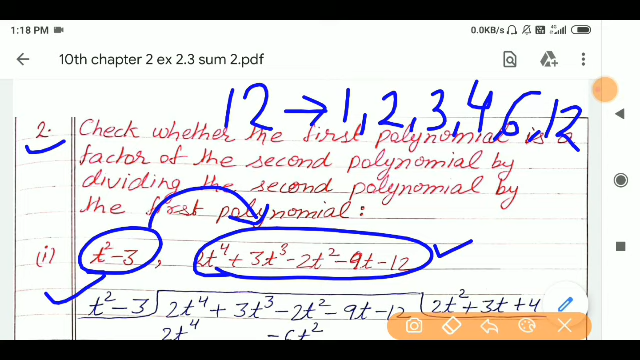 1:18 PM 0.0KB/s
10th chapter 2 ex 2.3 sum 2.pdf
12 → 1, 2, 3, 4 6, 12
2. Check whether the first polynomial is a
factor of the second polynomial by
dividing the second polynomial by
the first polynomial:
(i) t²-3, 2t⁴+3t³-2t²-9t-12
t²-3 2t⁴+3t³-2t²-9t-12 2t²+3t+4
2t⁴ -6t²